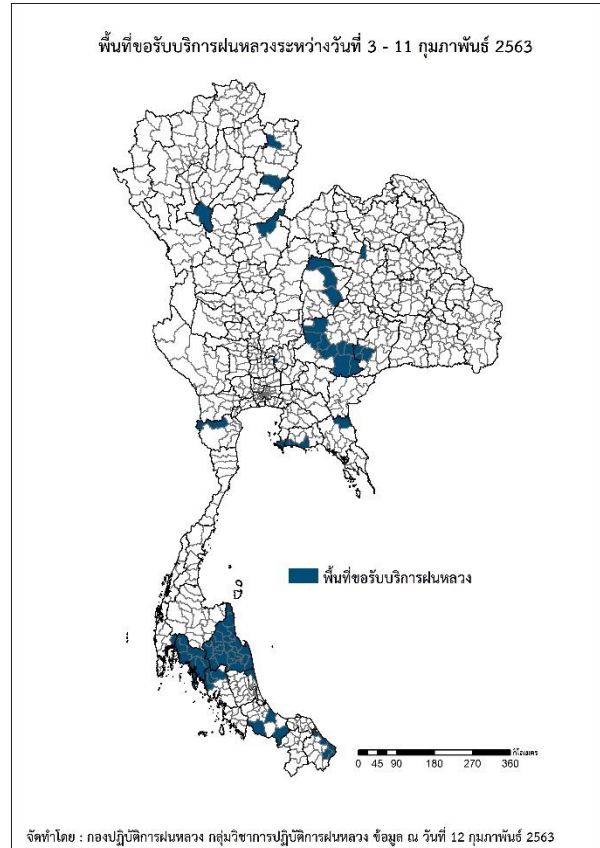 พื้นที่ขอรับบริการฝนหลวงระหว่างวันที่ 3 - 11 กุมภาพันธ์ 2563
พื้นที่ขอรับบริการฝนหลวง
กิโลเมตร
0 45 90 180 270 360
จัดทำโดย : กองปฏิบัติการฝนหลวง กลุ่มวิชาการปฏิบัติการฝนหลวง ข้อมูล ณ วันที่ 12 กุมภาพันธ์ 2563